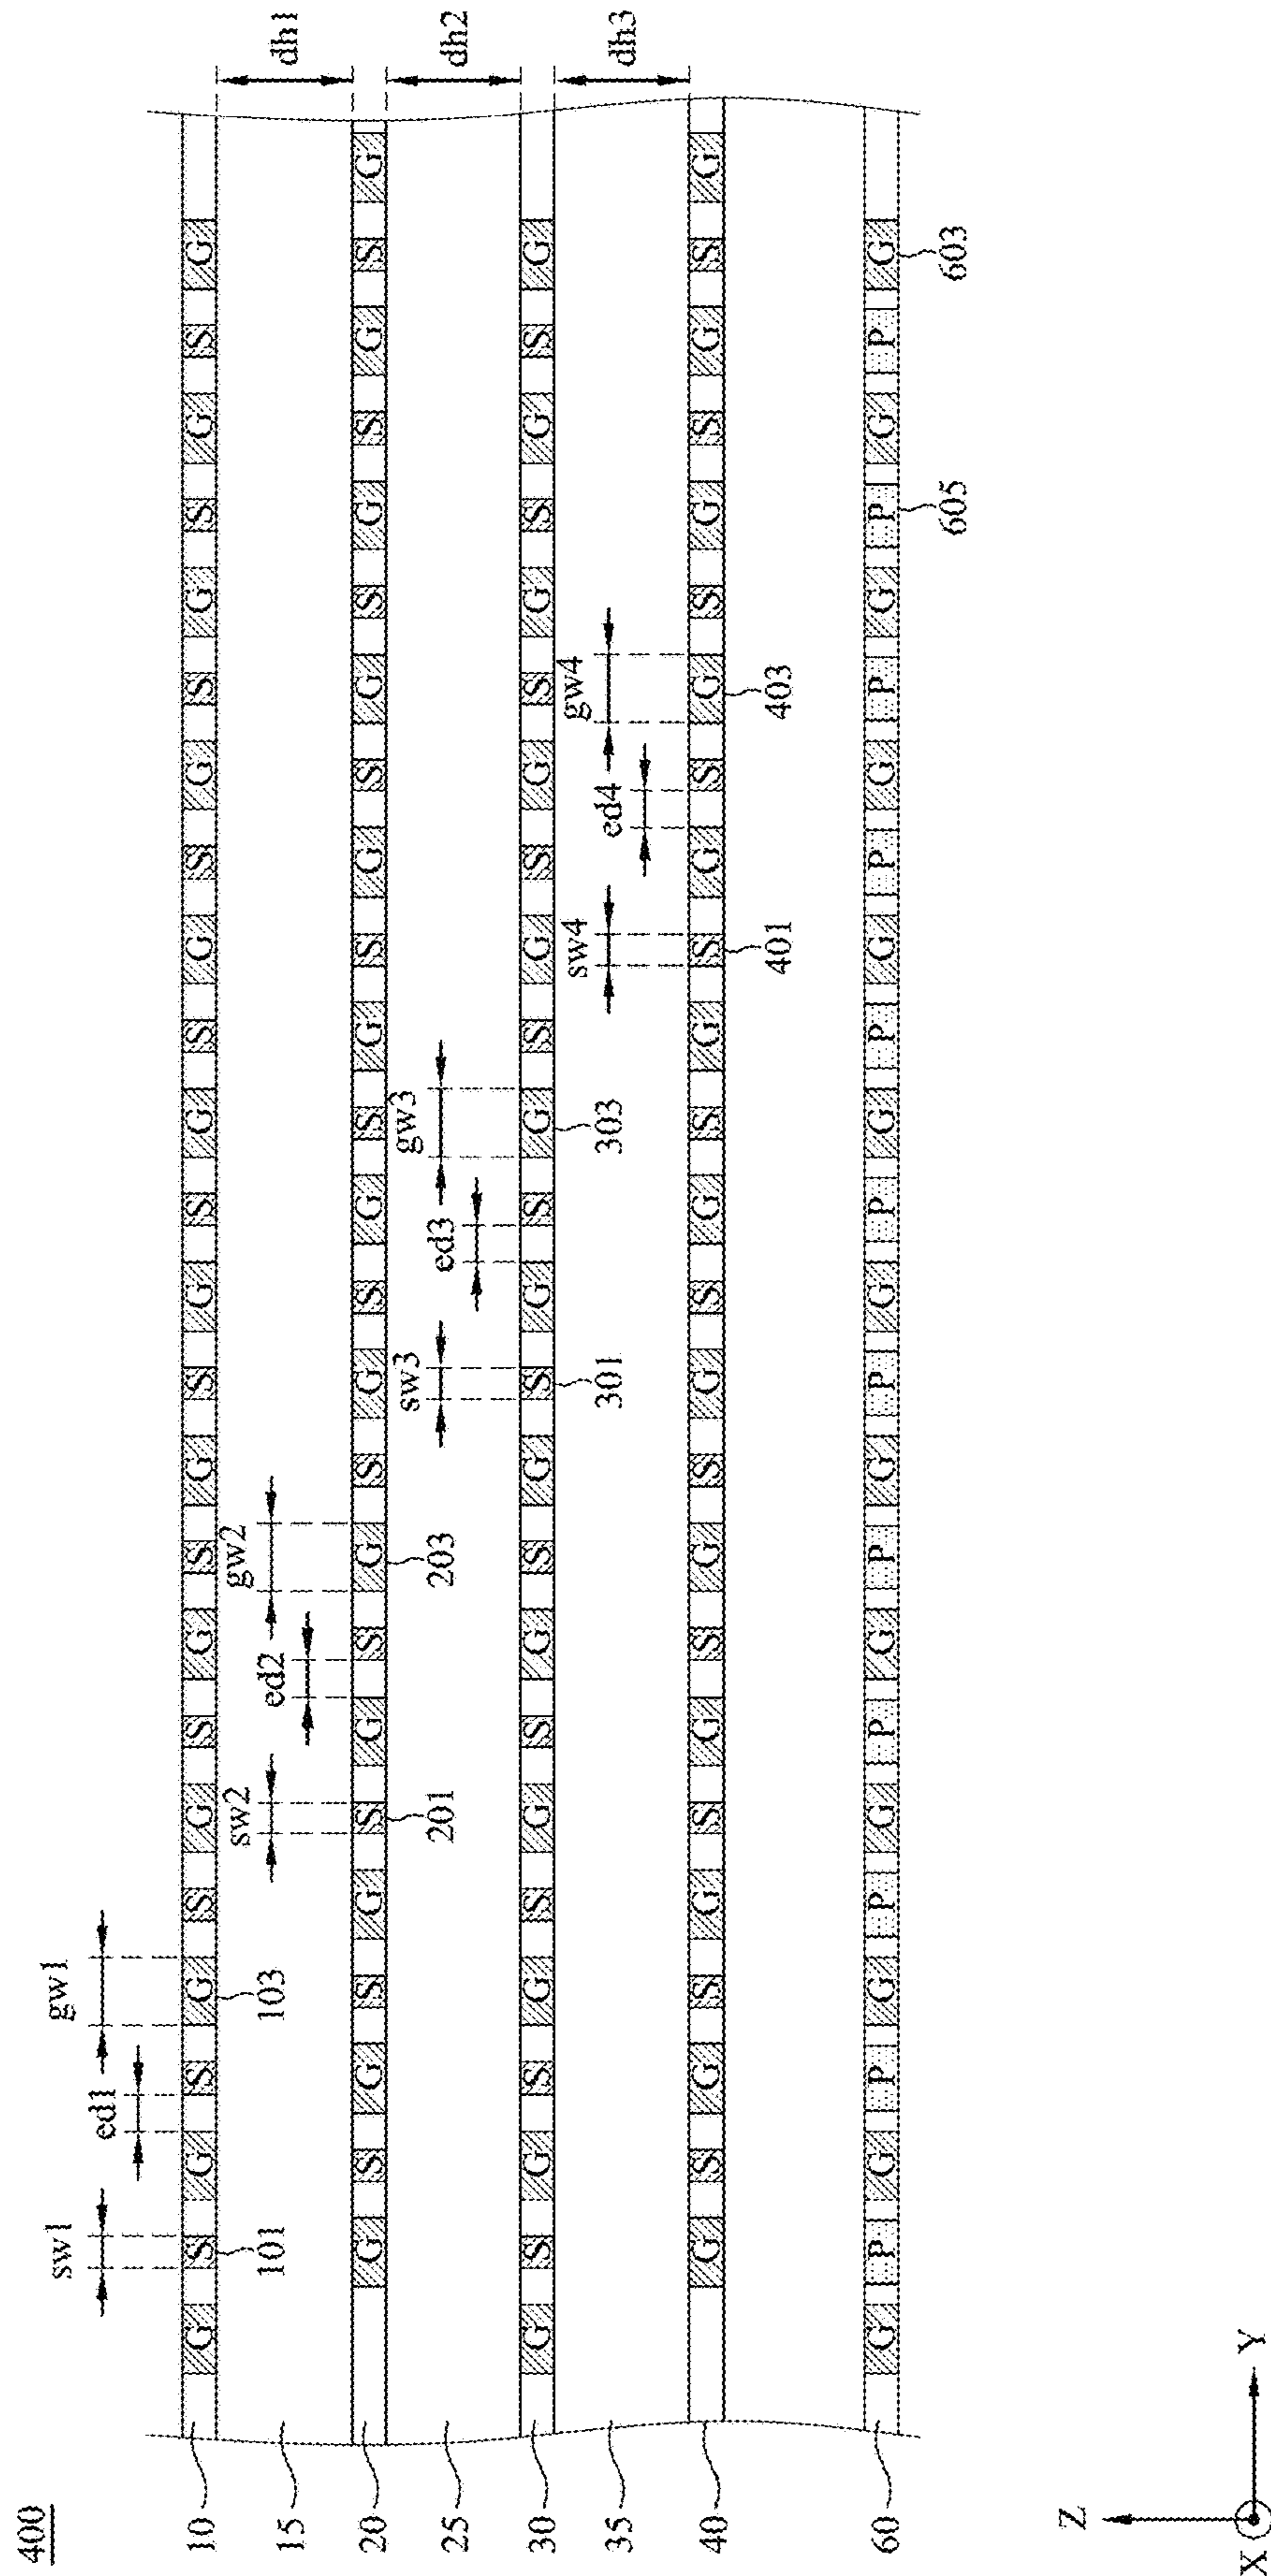 400
sw1 gw1
ed1
10 G S G S G S G S G S G S G S G S G S G S G S G S G
101 103
sw2 gw2
ed2
15 dh1
20 G S G S G S G S G S G S G S G S G S G S G S G S G
201 203
sw3 gw3
ed3
25 dh2
30 G S G S G S G S G S G S G S G S G S G S G S G S G
301 303
sw4 gw4
ed4
35 dh3
40 G S G S G S G S G S G S G S G S G S G S G S G S G
401 403
60 G P G P G P G P G P G P G P G P G P G P G P G P G
605 603
Z
X Y